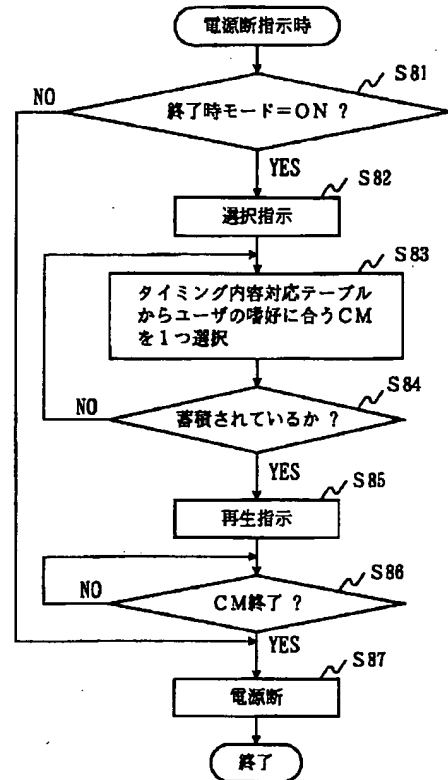 電源断指示時
S81
終了時モード=ON ?
NO
YES
S82
選択指示
S83
タイミング内容対応テーブル
からユーザの嗜好に合うCM
を1つ選択
S84
NO
蓄積されているか ?
YES
S85
再生指示
S86
NO
CM終了 ?
YES
S87
電源断
終了